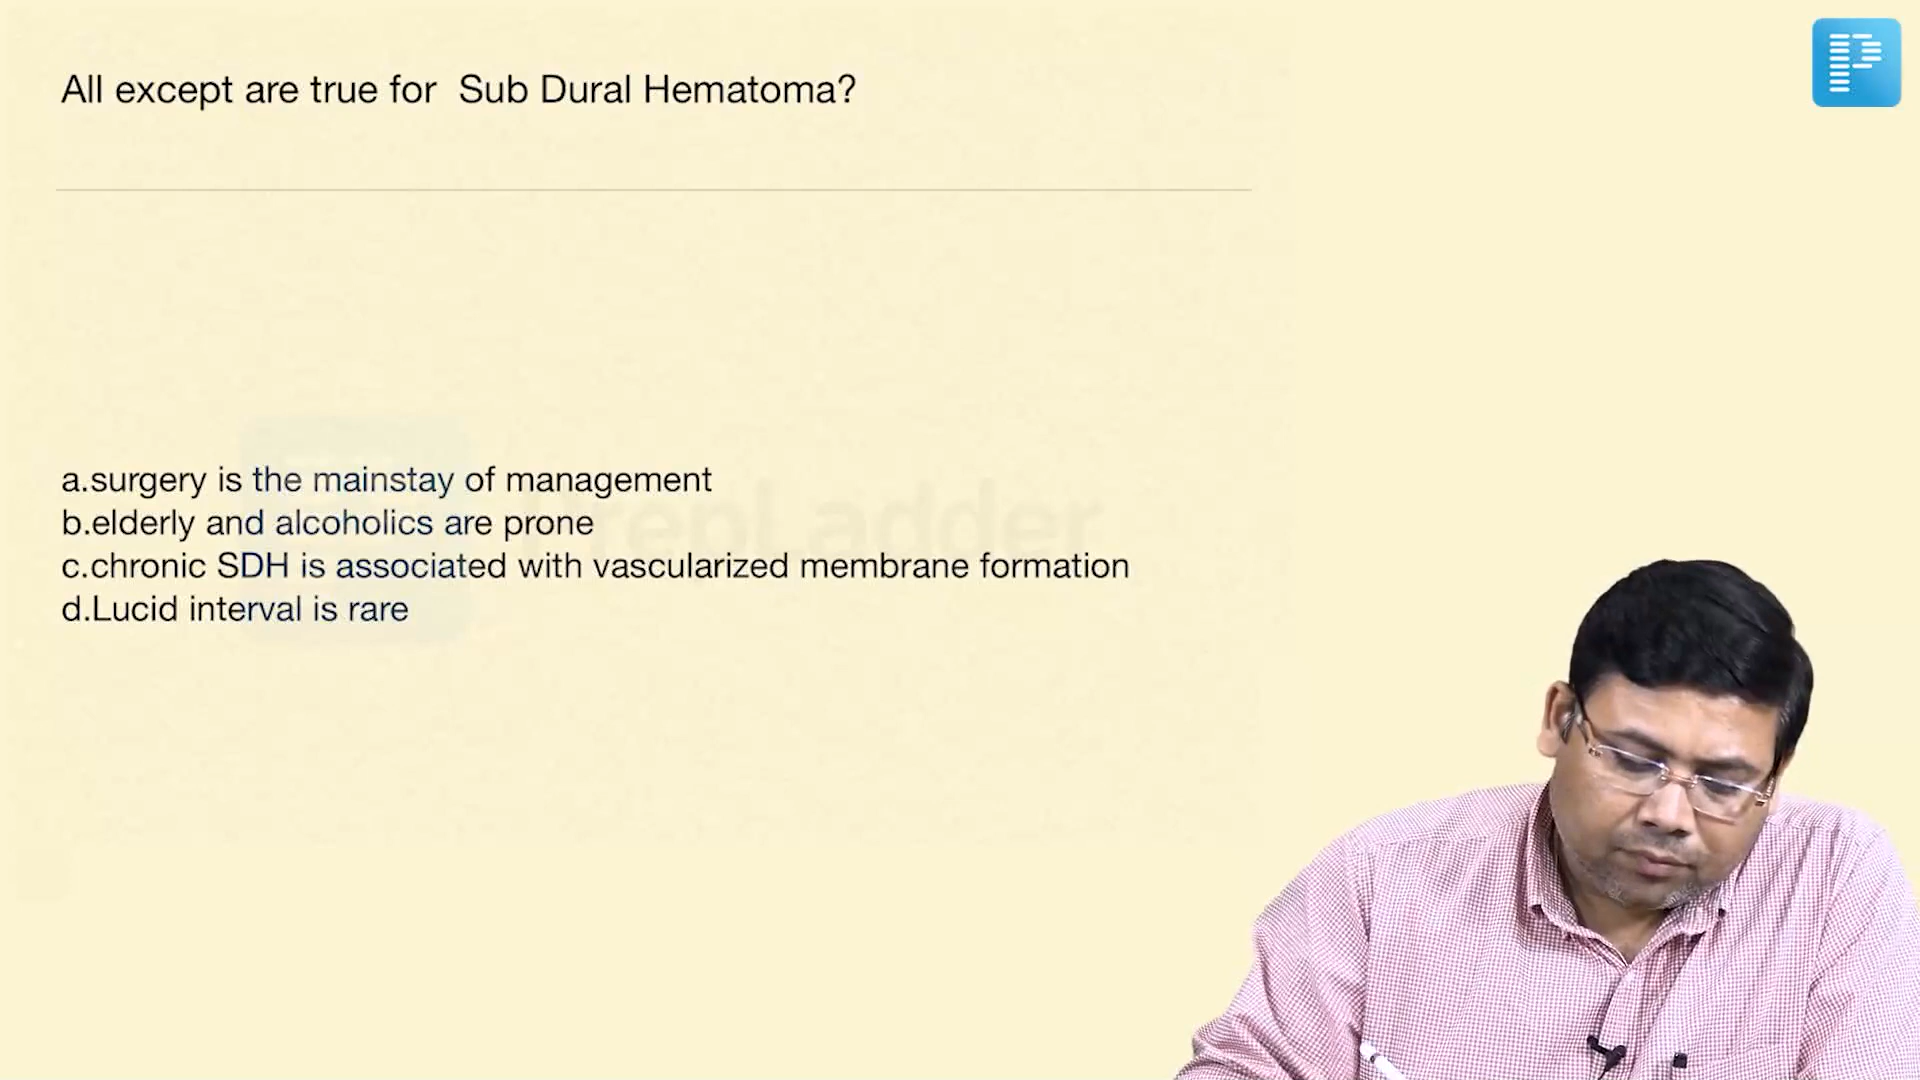 All except are true for Sub Dural Hematoma?
a.surgery is the mainstay of management
b.elderly and alcoholics are prone
c.chronic SDH is associated with vascularized membrane formation
d.Lucid interval is rare
PrepLadder